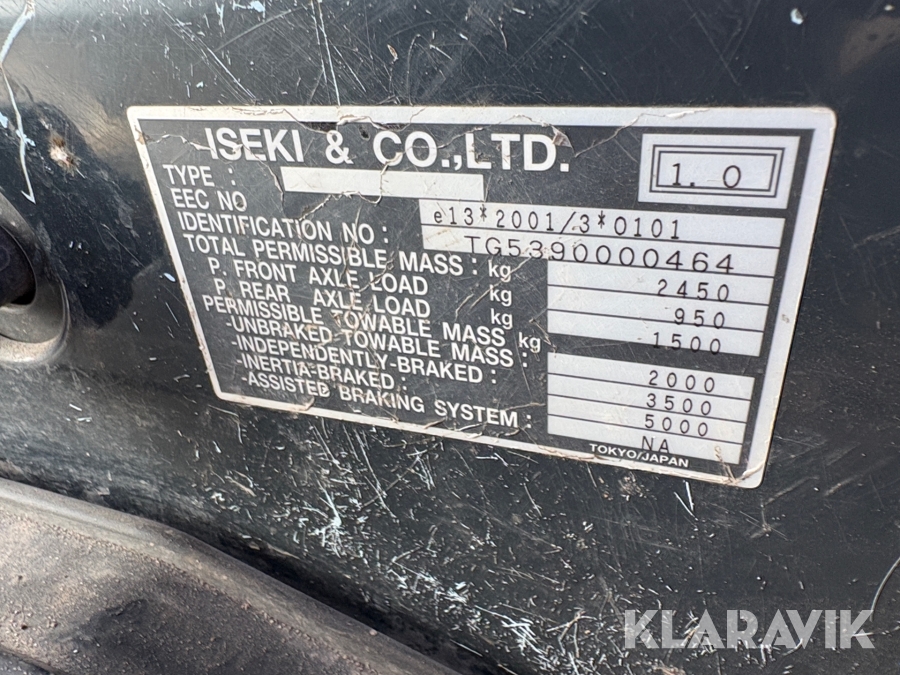 ISEKI & CO.,LTD.
1.0
TYPE :
EEC NO e13*2001/3*0101
IDENTIFICATION NO : TG5390000464
TOTAL PERMISSIBLE MASS : kg 2450
P. FRONT AXLE LOAD kg 950
P. REAR AXLE LOAD kg 1500
PERMISSIBLE TOWABLE MASS kg
-UNBRAKED-TOWABLE MASS : 2000
-INDEPENDENTLY-BRAKED : 3500
-INERTIA-BRAKED : 5000
-ASSISTED BRAKING SYSTEM : NA
TOKYO/JAPAN
KLARAVIK